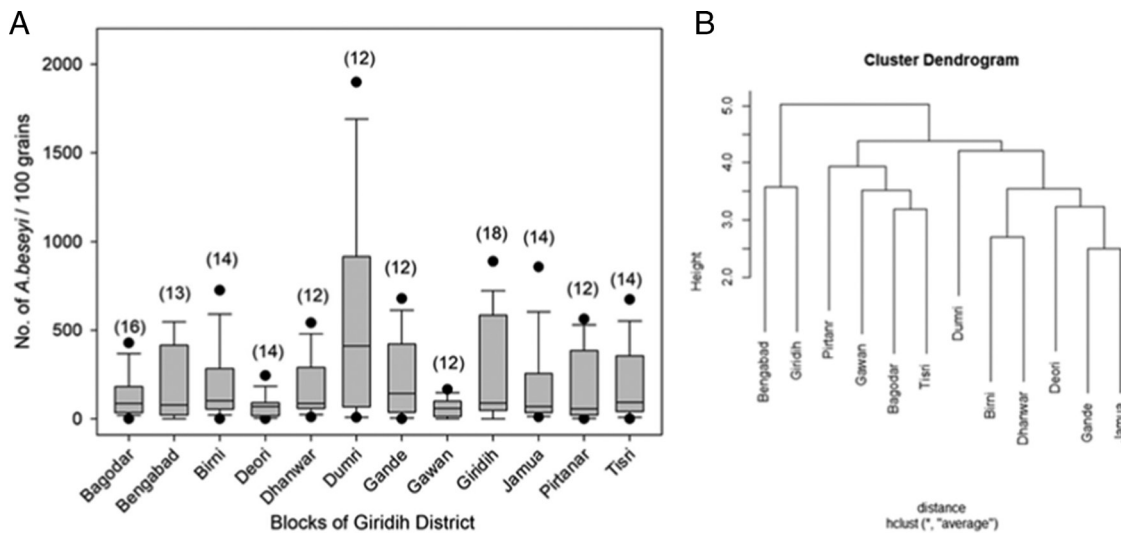 A
No. of A.beseyi / 100 grains
2000
1500
1000
500
0
(16)
(13)
(14)
(14)
(12)
(12)
(12)
(12)
(18)
(14)
(12)
(14)
Bagodar
Bengabad
Birni
Deori
Dhanwar
Dumri
Gande
Gawan
Giridih
Jamua
Pirtanar
Tisri
Blocks of Giridih District
B
Cluster Dendrogram
Height
5.0
4.0
3.0
2.0
Bengabad
Giridih
Pirtanr
Gawan
Bagodar
Tisri
Dumri
Birni
Dhanwar
Deori
Gande
Jamua
distance
hclust (*, "average")